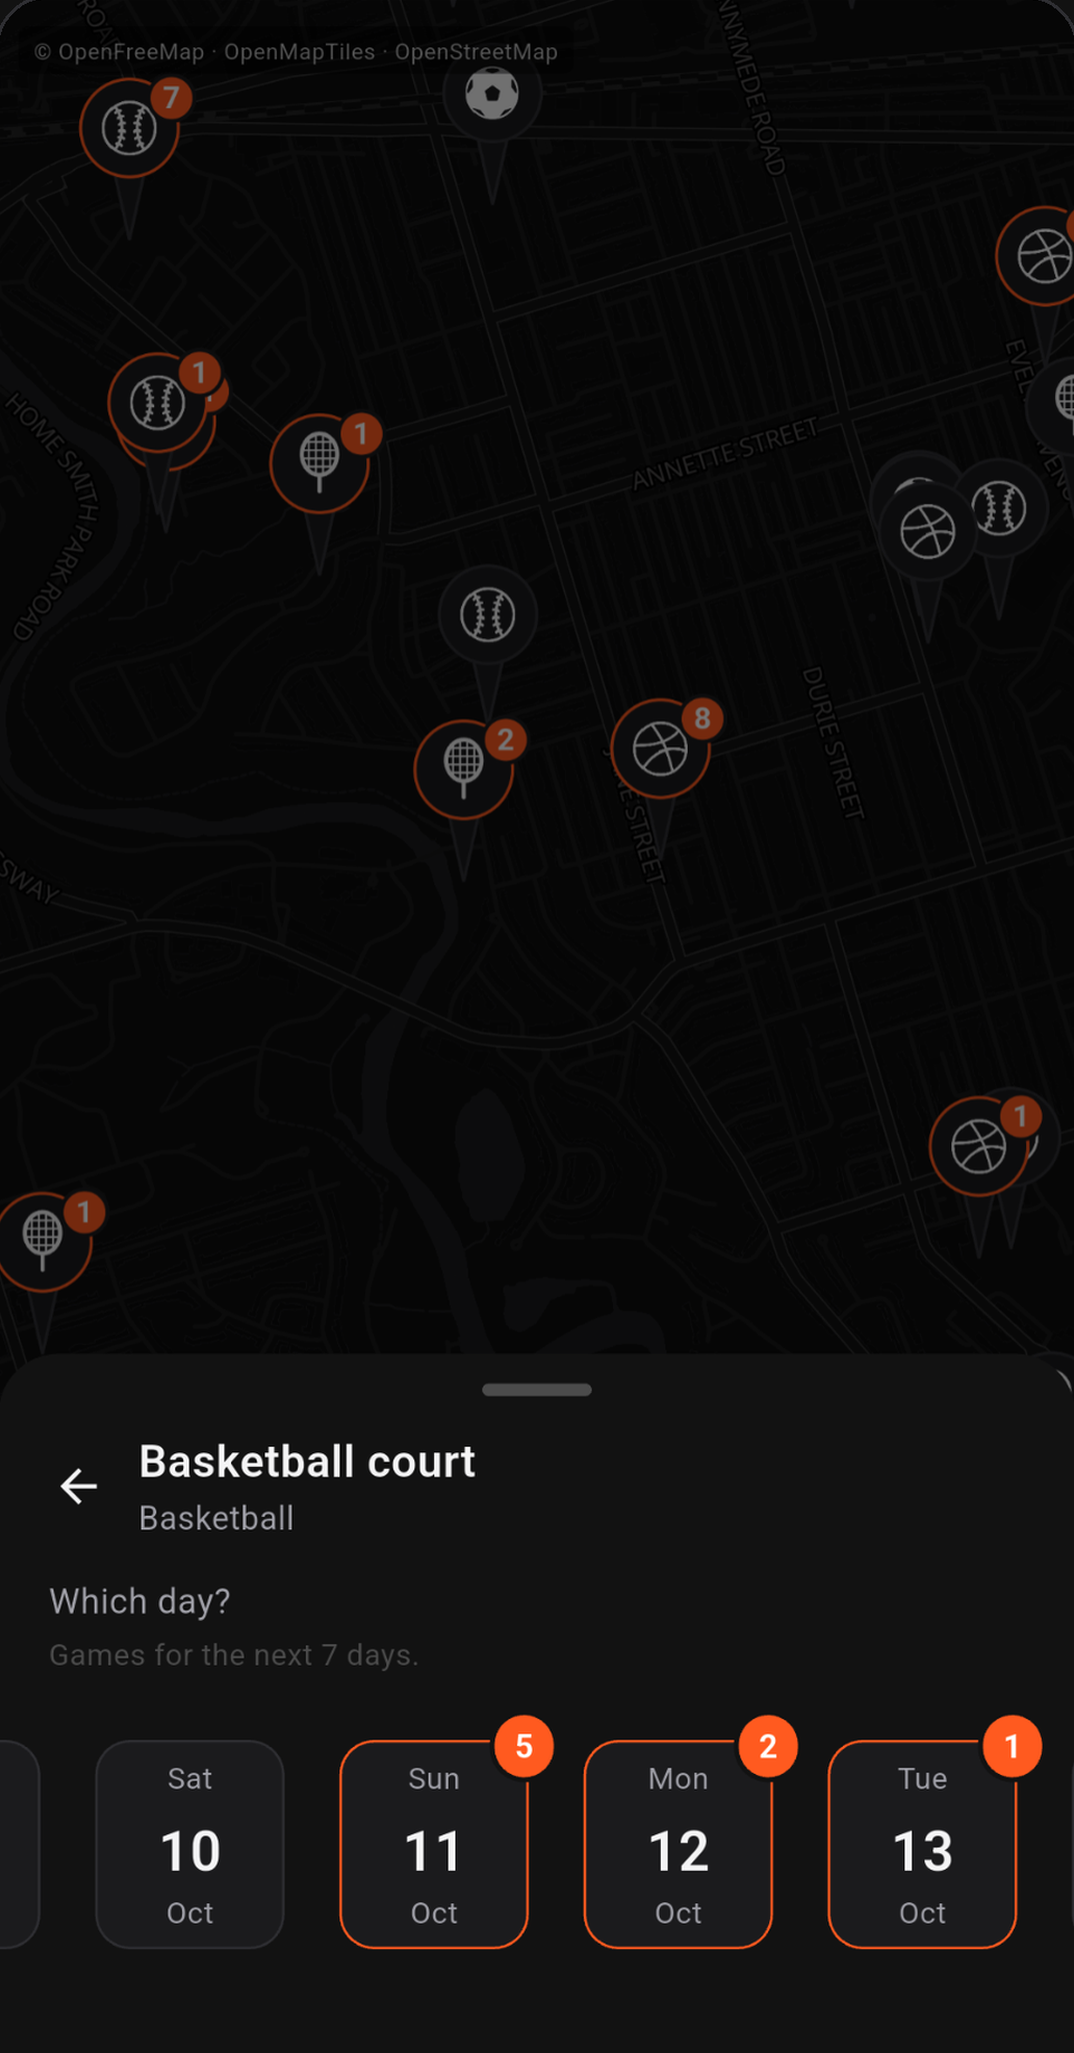 © OpenFreeMap · OpenMapTiles · OpenStreetMap
7
1
1
HOME SMITH PARK ROAD
ANNETTE STREET
2
8
DURIE STREET
STREET
1
1
Basketball court
Basketball
Which day?
Games for the next 7 days.
5
2
1
Sat
Sun
Mon
Tue
10
11
12
13
Oct
Oct
Oct
Oct